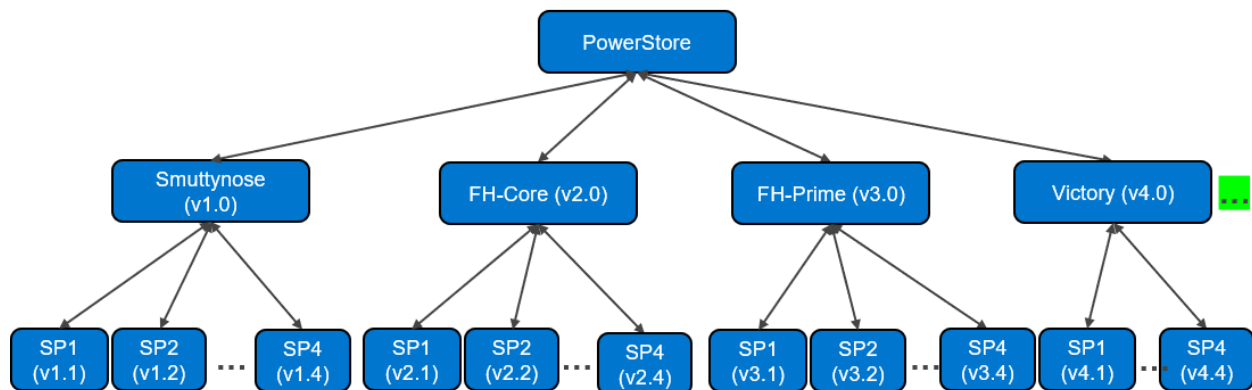 PowerStore
Smuttynose
(v1.0)
FH-Core (v2.0)
FH-Prime (v3.0)
Victory (v4.0)
...
SP1
(v1.1)
SP2
(v1.2)
...
SP4
(v1.4)
SP1
(v2.1)
SP2
(v2.2)
...
SP4
(v2.4)
SP1
(v3.1)
SP2
(v3.2)
...
SP4
(v3.4)
SP1
(v4.1)
...
SP4
(v4.4)